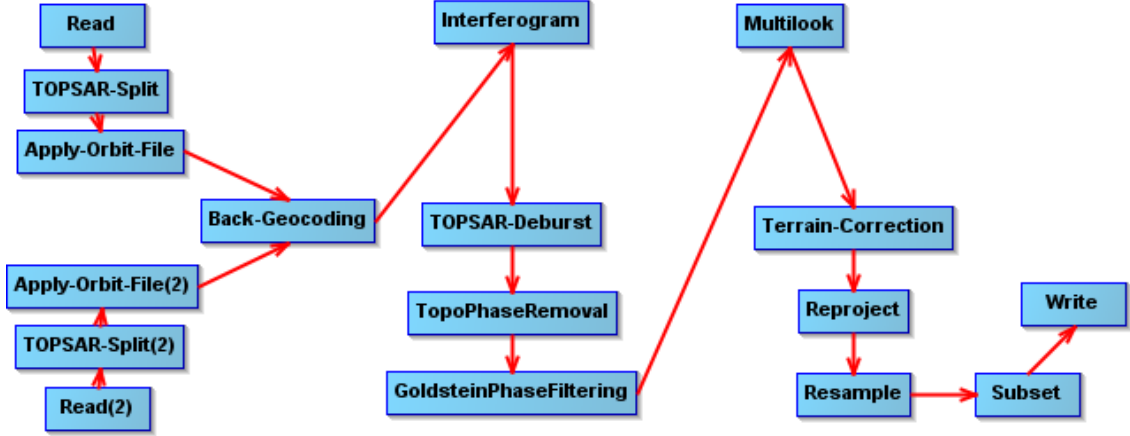 Read
TOPSAR-Split
Apply-Orbit-File
Back-Geocoding
Apply-Orbit-File(2)
TOPSAR-Split(2)
Read(2)
Interferogram
TOPSAR-Deburst
TopoPhaseRemoval
GoldsteinPhaseFiltering
Multilook
Terrain-Correction
Reproject
Resample
Subset
Write